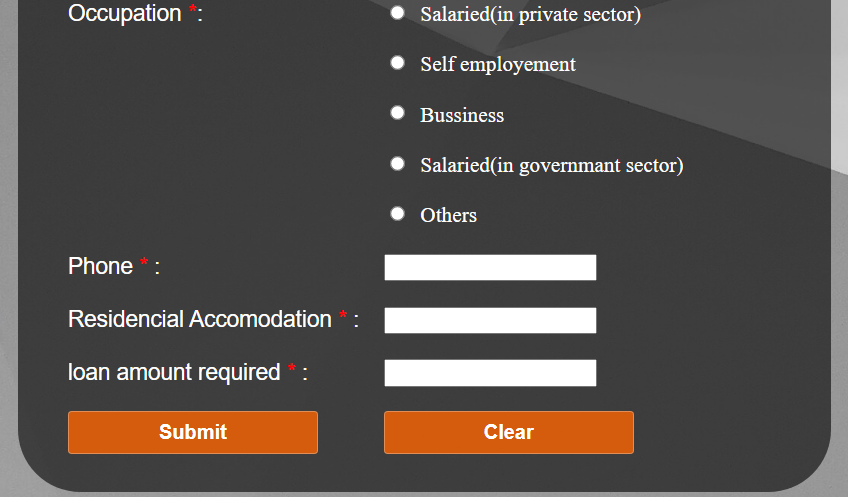 Occupation *:
Salaried(in private sector)
Self employement
Bussiness
Salaried(in governmant sector)
Others
Phone * :
Residencial Accomodation * :
loan amount required * :
Submit
Clear